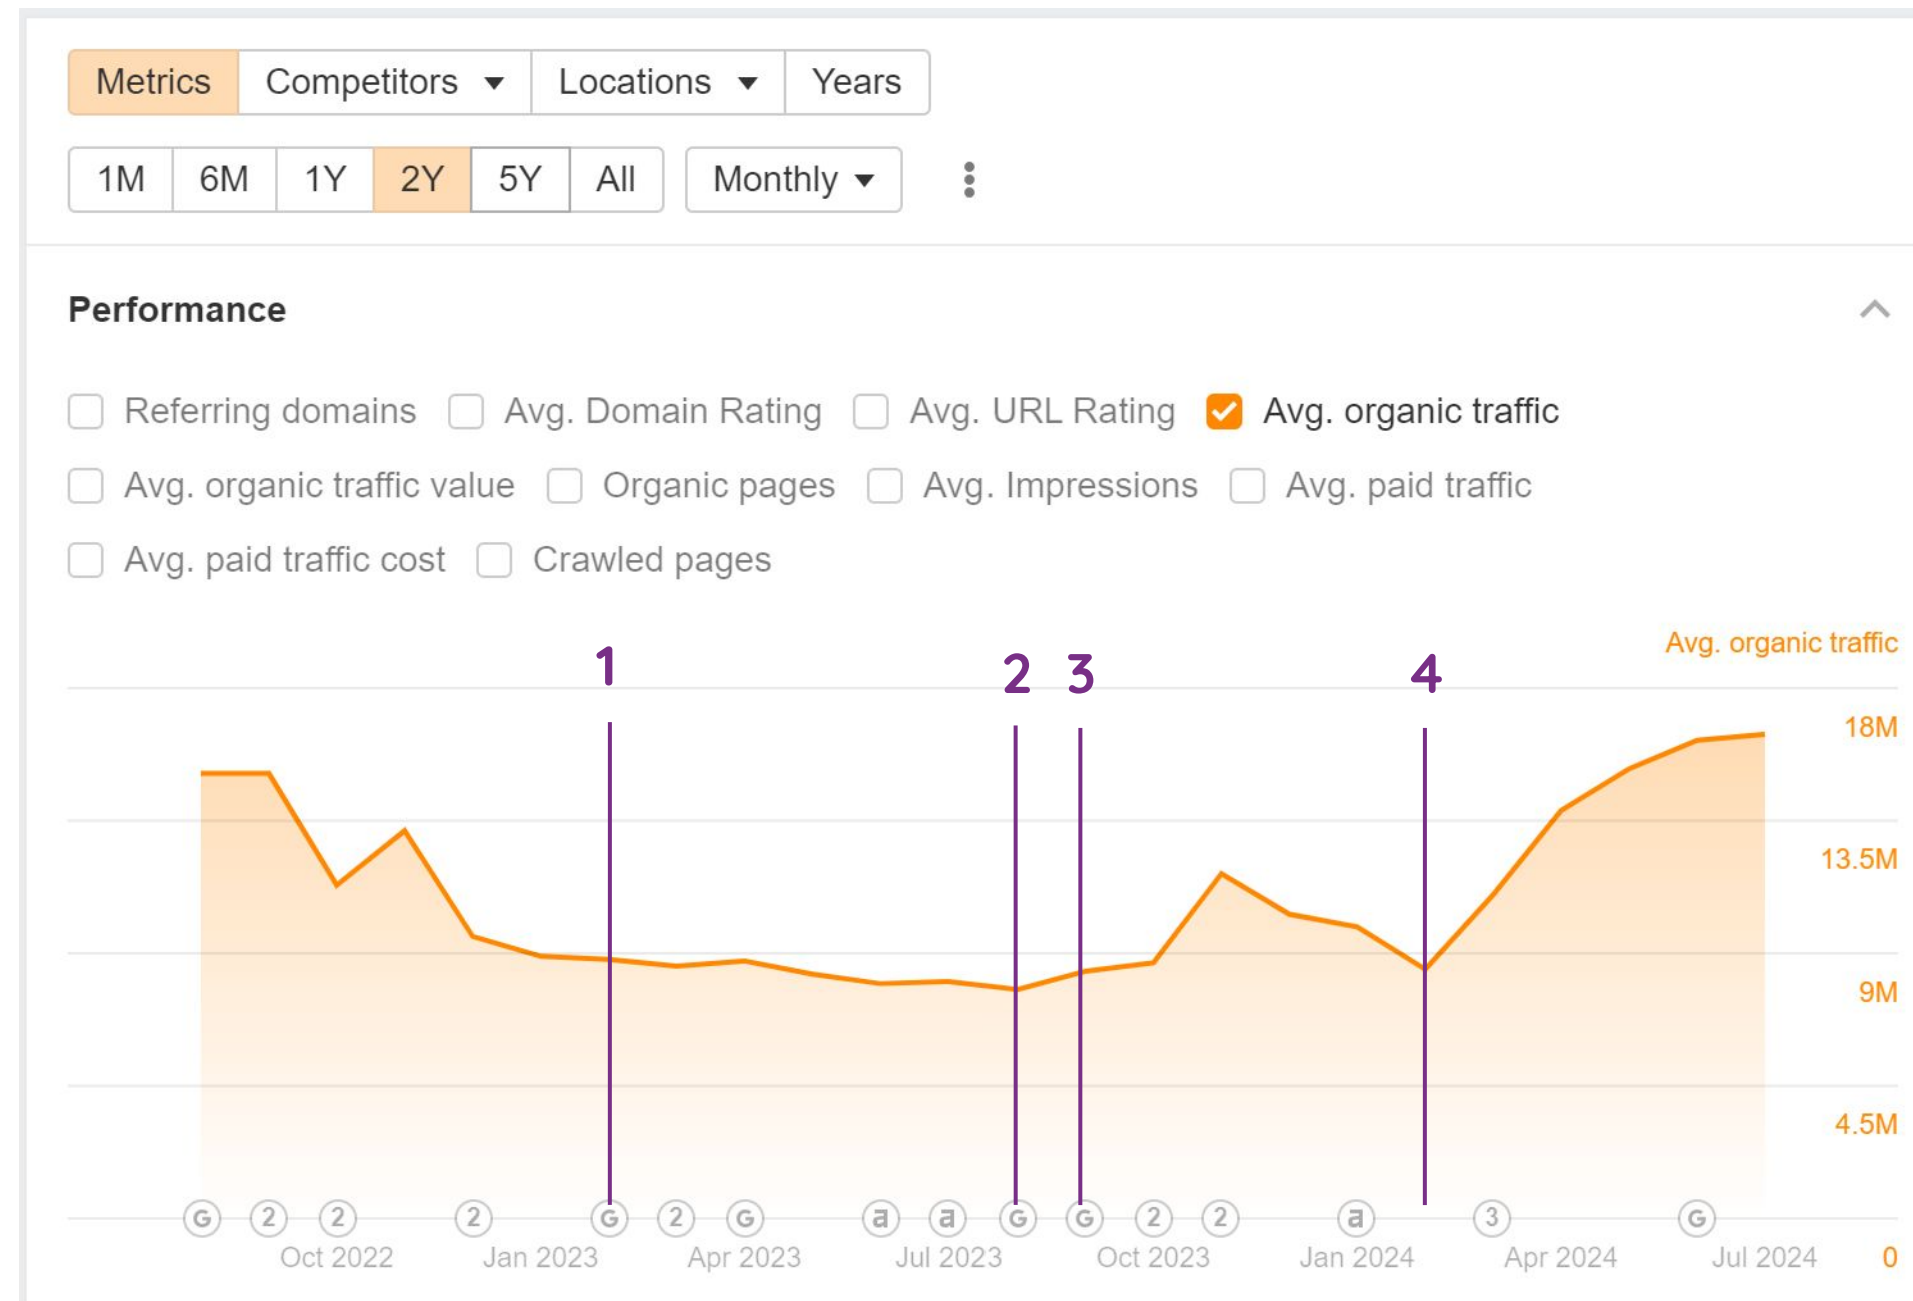 Metrics Competitors Locations Years
1M 6M 1Y 2Y 5Y All Monthly
Performance
Referring domains Avg. Domain Rating Avg. URL Rating Avg. organic traffic
Avg. organic traffic value Organic pages Avg. Impressions Avg. paid traffic
Avg. paid traffic cost Crawled pages
Avg. organic traffic
1 2 3 4
18M
13.5M
9M
4.5M
G 2 2 2 G 2 G a a G G 2 2 a 3 G
Oct 2022 Jan 2023 Apr 2023 Jul 2023 Oct 2023 Jan 2024 Apr 2024 Jul 2024 0